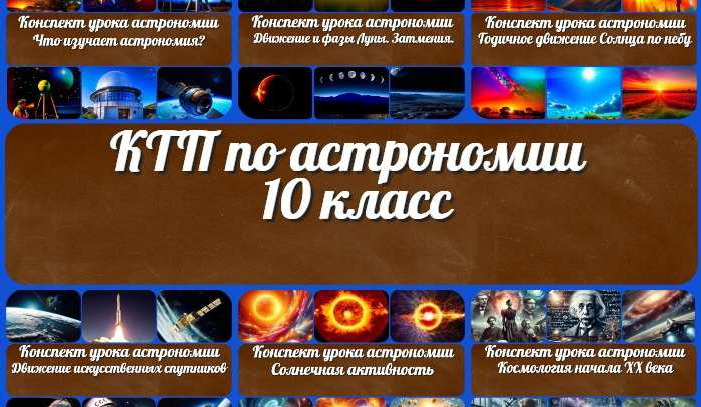 Конспект урока астрономии
Что изучает астрономия?
Конспект урока астрономии
Движение и фазы Луны. Затмения.
Конспект урока астрономии
Годичное движение Солнца по небу
КТП по астрономии
10 класс
Конспект урока астрономии
Движение искусственных спутников
Конспект урока астрономии
Солнечная активность
Конспект урока астрономии
Космология начала XX века